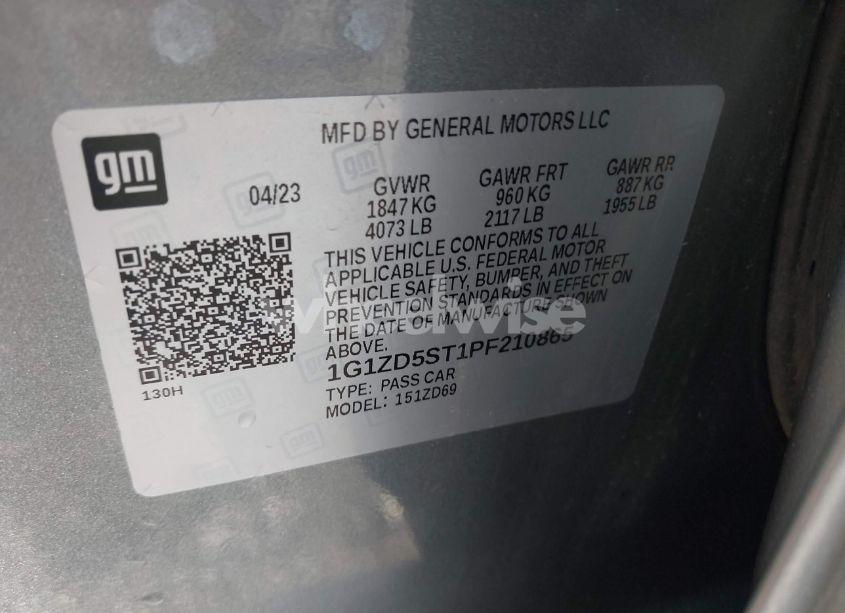 gm
MFD BY GENERAL MOTORS LLC
04/23
GVWR
1847 KG
4073 LB
GAWR FRT
960 KG
2117 LB
GAWR RR
887 KG
1955 LB
THIS VEHICLE CONFORMS TO ALL
APPLICABLE U.S. FEDERAL MOTOR
VEHICLE SAFETY, BUMPER, AND THEFT
PREVENTION STANDARDS IN EFFECT ON
THE DATE OF MANUFACTURE SHOWN
ABOVE.
1G1ZD5ST1PF210865
TYPE: PASS CAR
MODEL: 151ZD69
130H